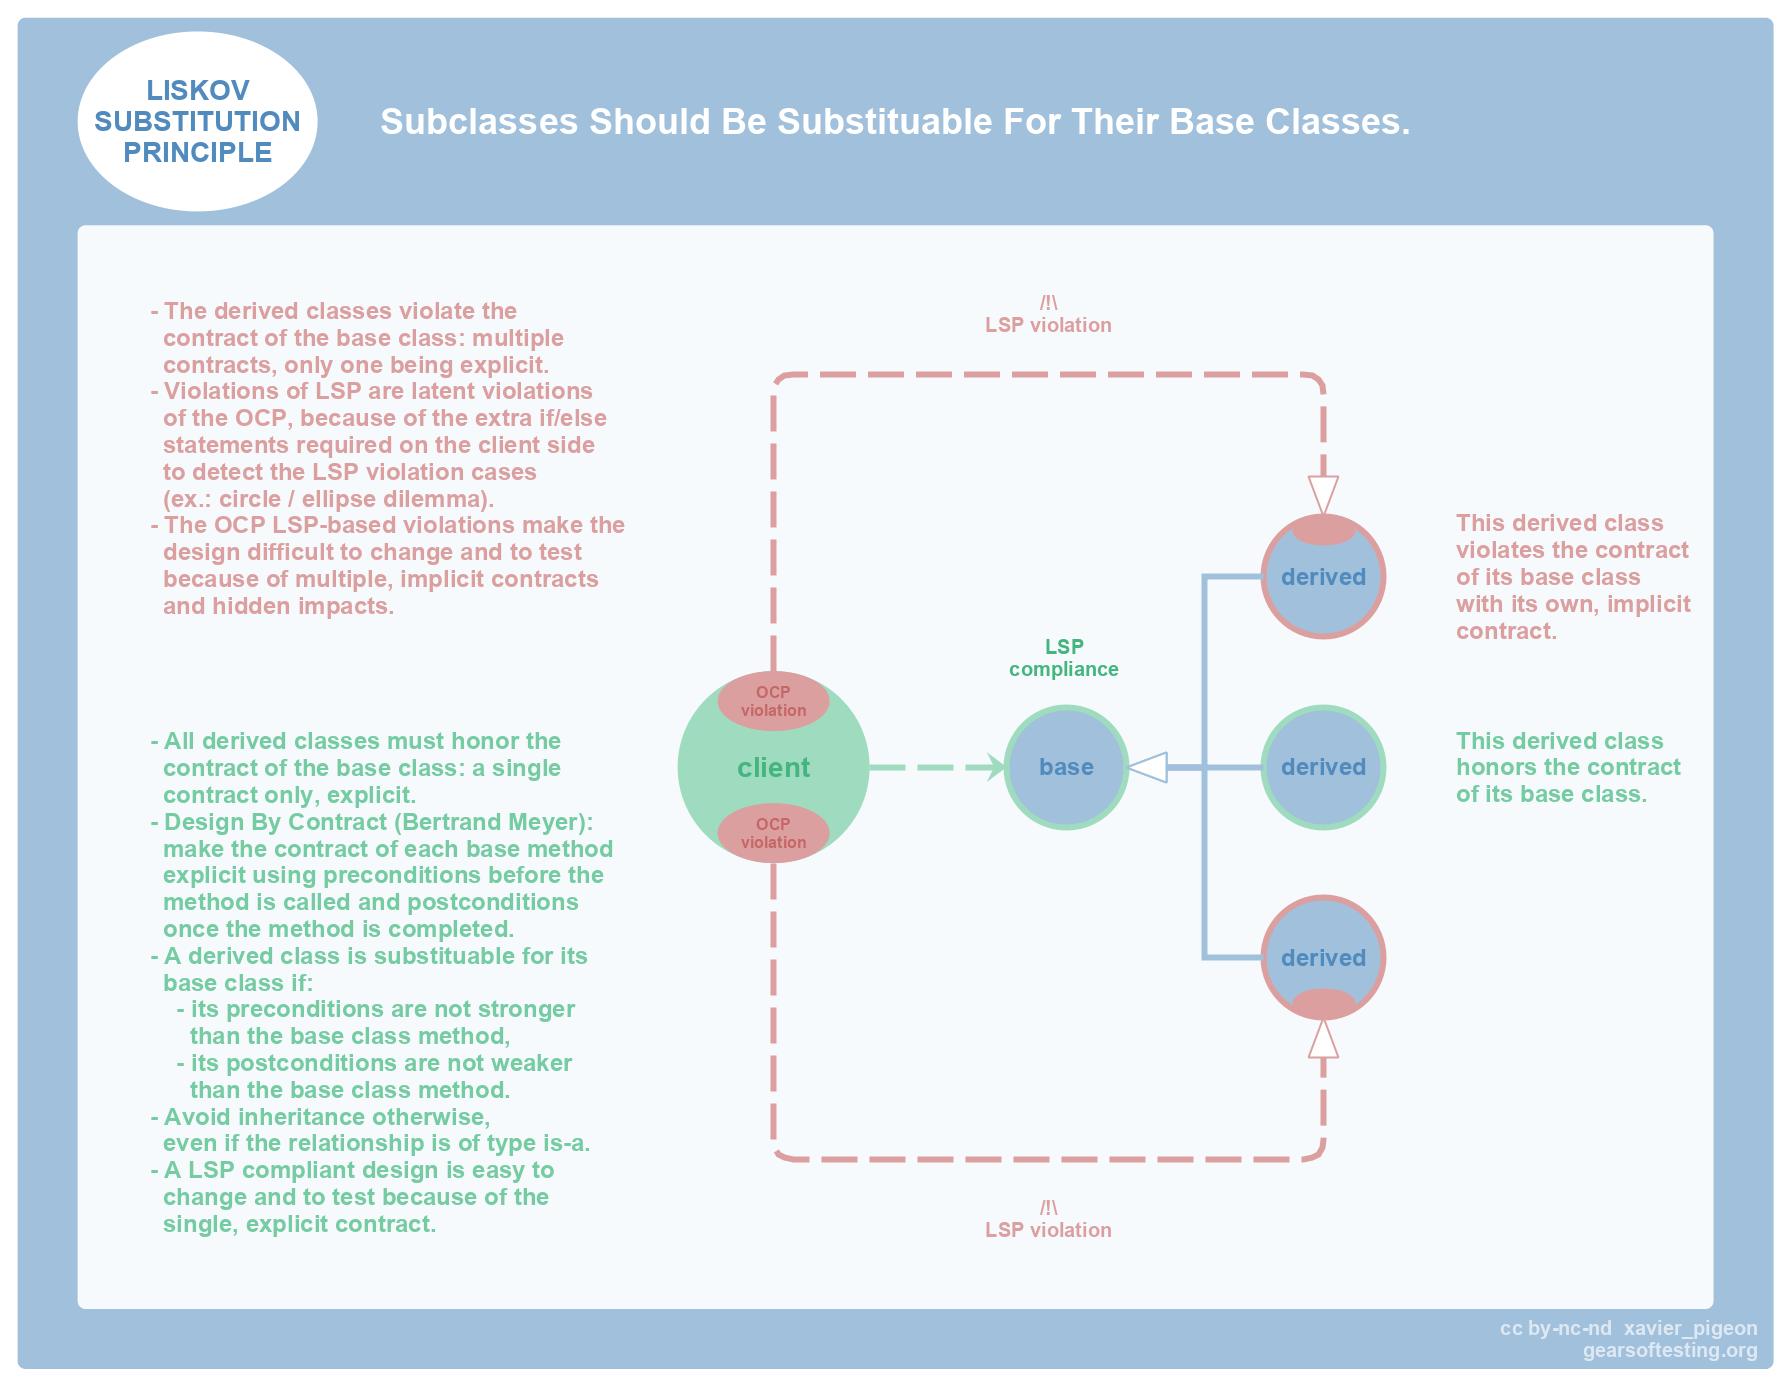 LISKOV
SUBSTITUTION
PRINCIPLE
Subclasses Should Be Substituable For Their Base Classes.
- The derived classes violate the
contract of the base class: multiple
contracts, only one being explicit.
- Violations of LSP are latent violations
of the OCP, because of the extra if/else
statements required on the client side
to detect the LSP violation cases
(ex.: circle / ellipse dilemma).
- The OCP LSP-based violations make the
design difficult to change and to test
because of multiple, implicit contracts
and hidden impacts.
- All derived classes must honor the
contract of the base class: a single
contract only, explicit.
- Design By Contract (Bertrand Meyer):
make the contract of each base method
explicit using preconditions before the
method is called and postconditions
once the method is completed.
- A derived class is substituable for its
base class if:
- its preconditions are not stronger
than the base class method,
- its postconditions are not weaker
than the base class method.
- Avoid inheritance otherwise,
even if the relationship is of type is-a.
- A LSP compliant design is easy to
change and to test because of the
single, explicit contract.
/!\
LSP violation
OCP
violation
client
OCP
violation
LSP
compliance
base
derived
derived
derived
/!\
LSP violation
This derived class
violates the contract
of its base class
with its own, implicit
contract.
This derived class
honors the contract
of its base class.
cc by-nc-nd xavier_pigeon
gearsoftesting.org